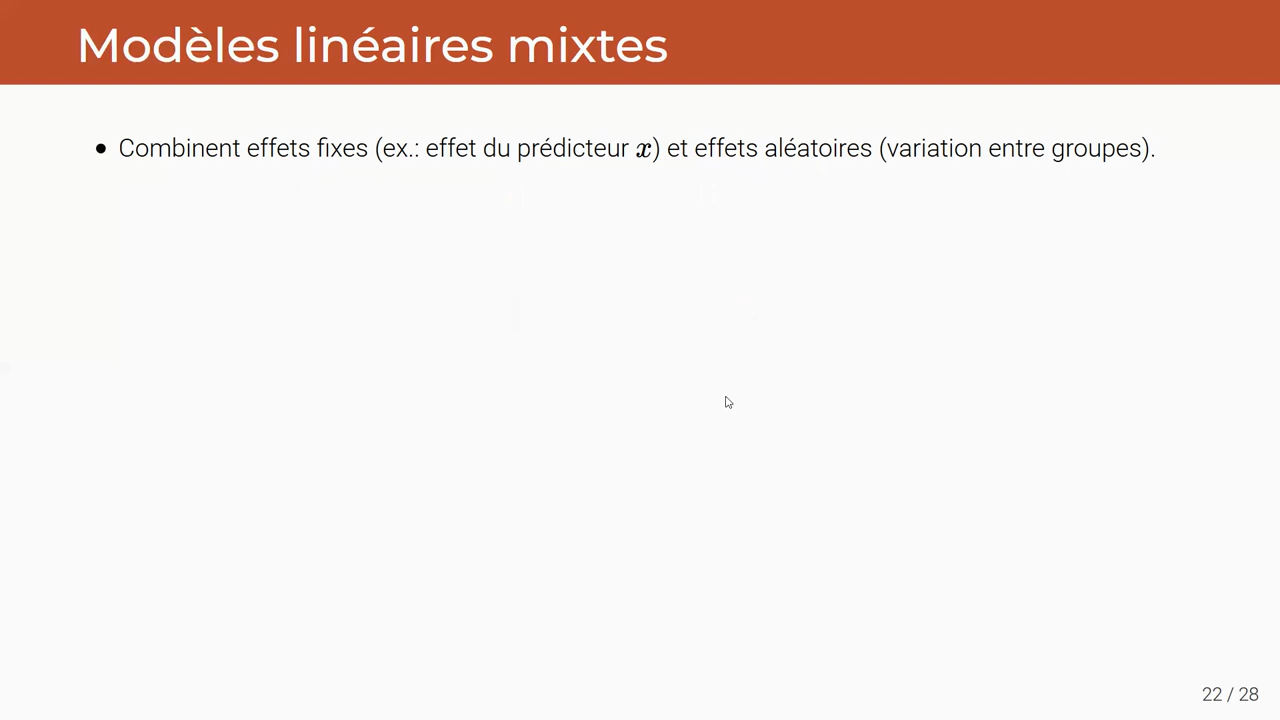 Modèles linéaires mixtes
• Combinent effets fixes (ex.: effet du prédicteur x) et effets aléatoires (variation entre groupes).
22 / 28